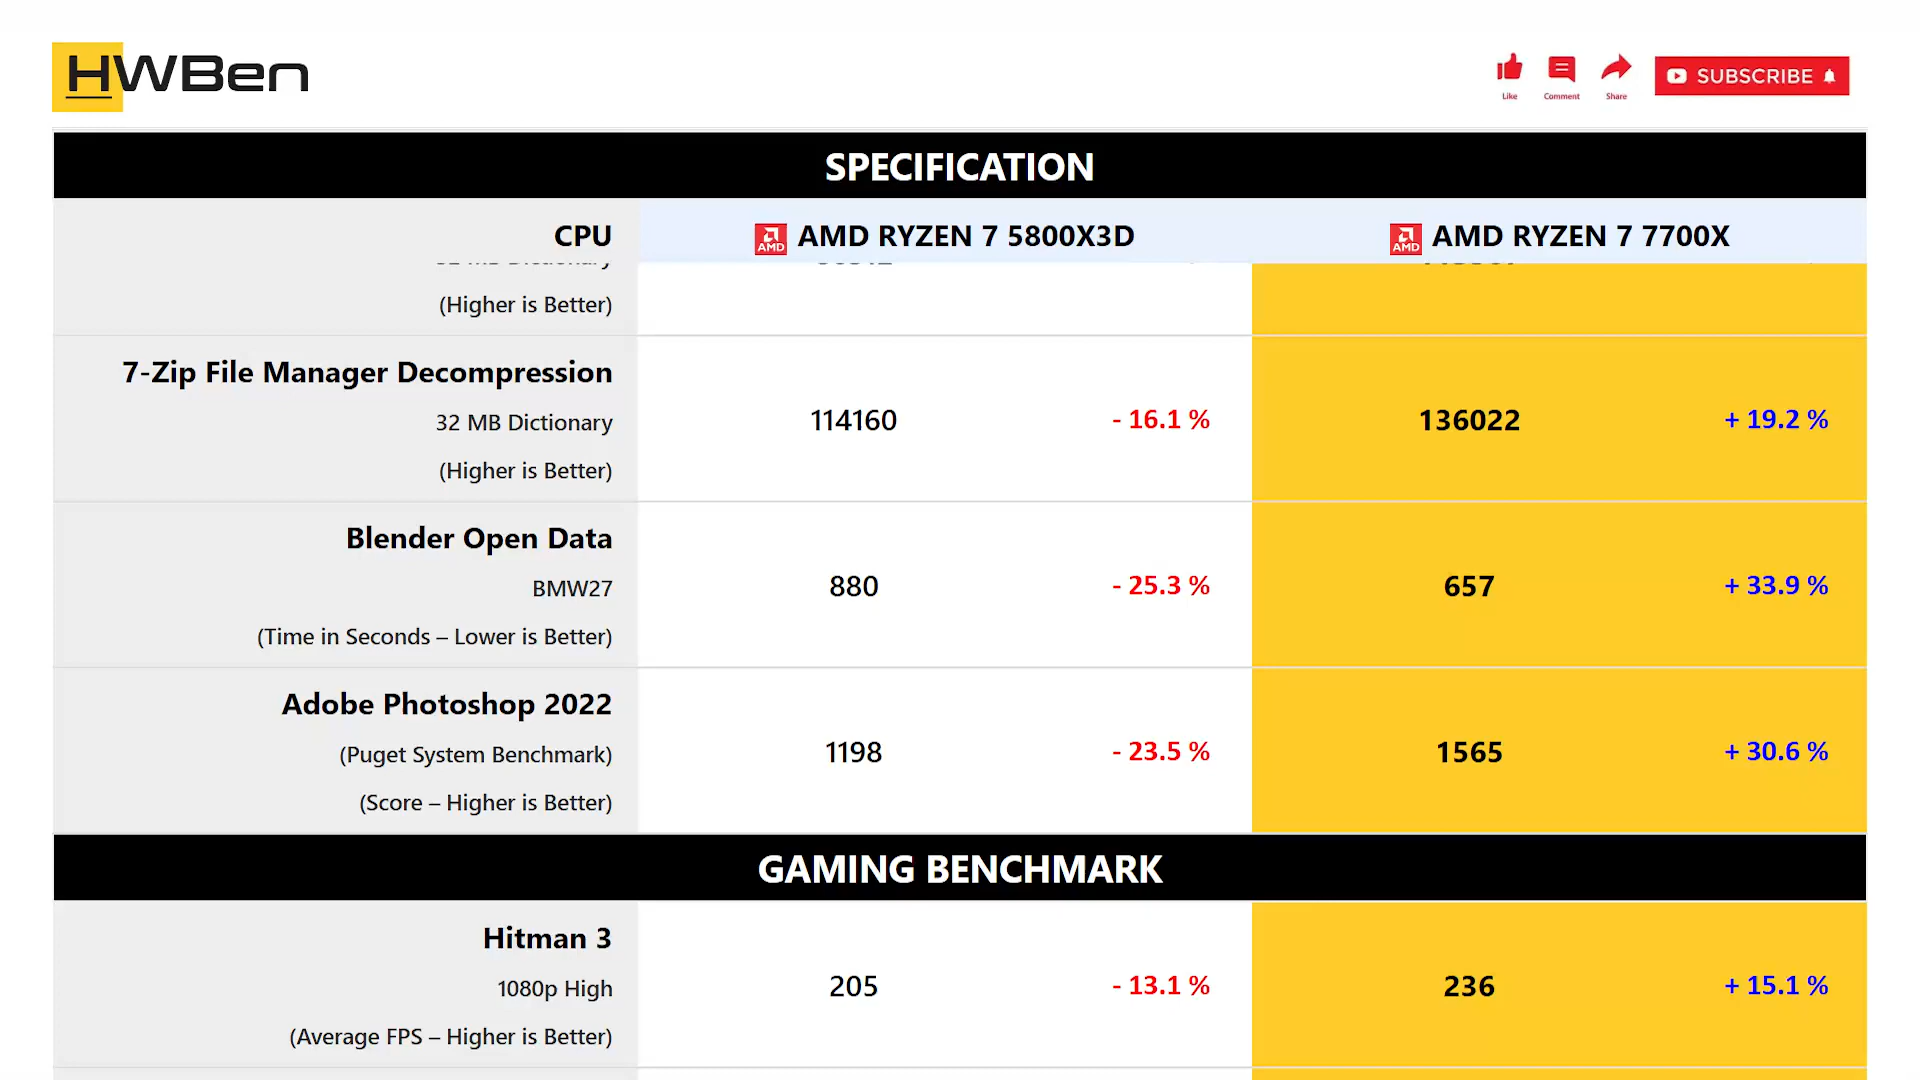 HWBen
Like
Comment
Share
SUBSCRIBE
SPECIFICATION
CPU
AMD
AMD RYZEN 7 5800X3D
AMD
AMD RYZEN 7 7700X
(Higher is Better)
7-Zip File Manager Decompression
32 MB Dictionary
(Higher is Better)
114160
- 16.1 %
136022
+ 19.2 %
Blender Open Data
BMW27
(Time in Seconds – Lower is Better)
880
- 25.3 %
657
+ 33.9 %
Adobe Photoshop 2022
(Puget System Benchmark)
(Score – Higher is Better)
1198
- 23.5 %
1565
+ 30.6 %
GAMING BENCHMARK
Hitman 3
1080p High
(Average FPS – Higher is Better)
205
- 13.1 %
236
+ 15.1 %